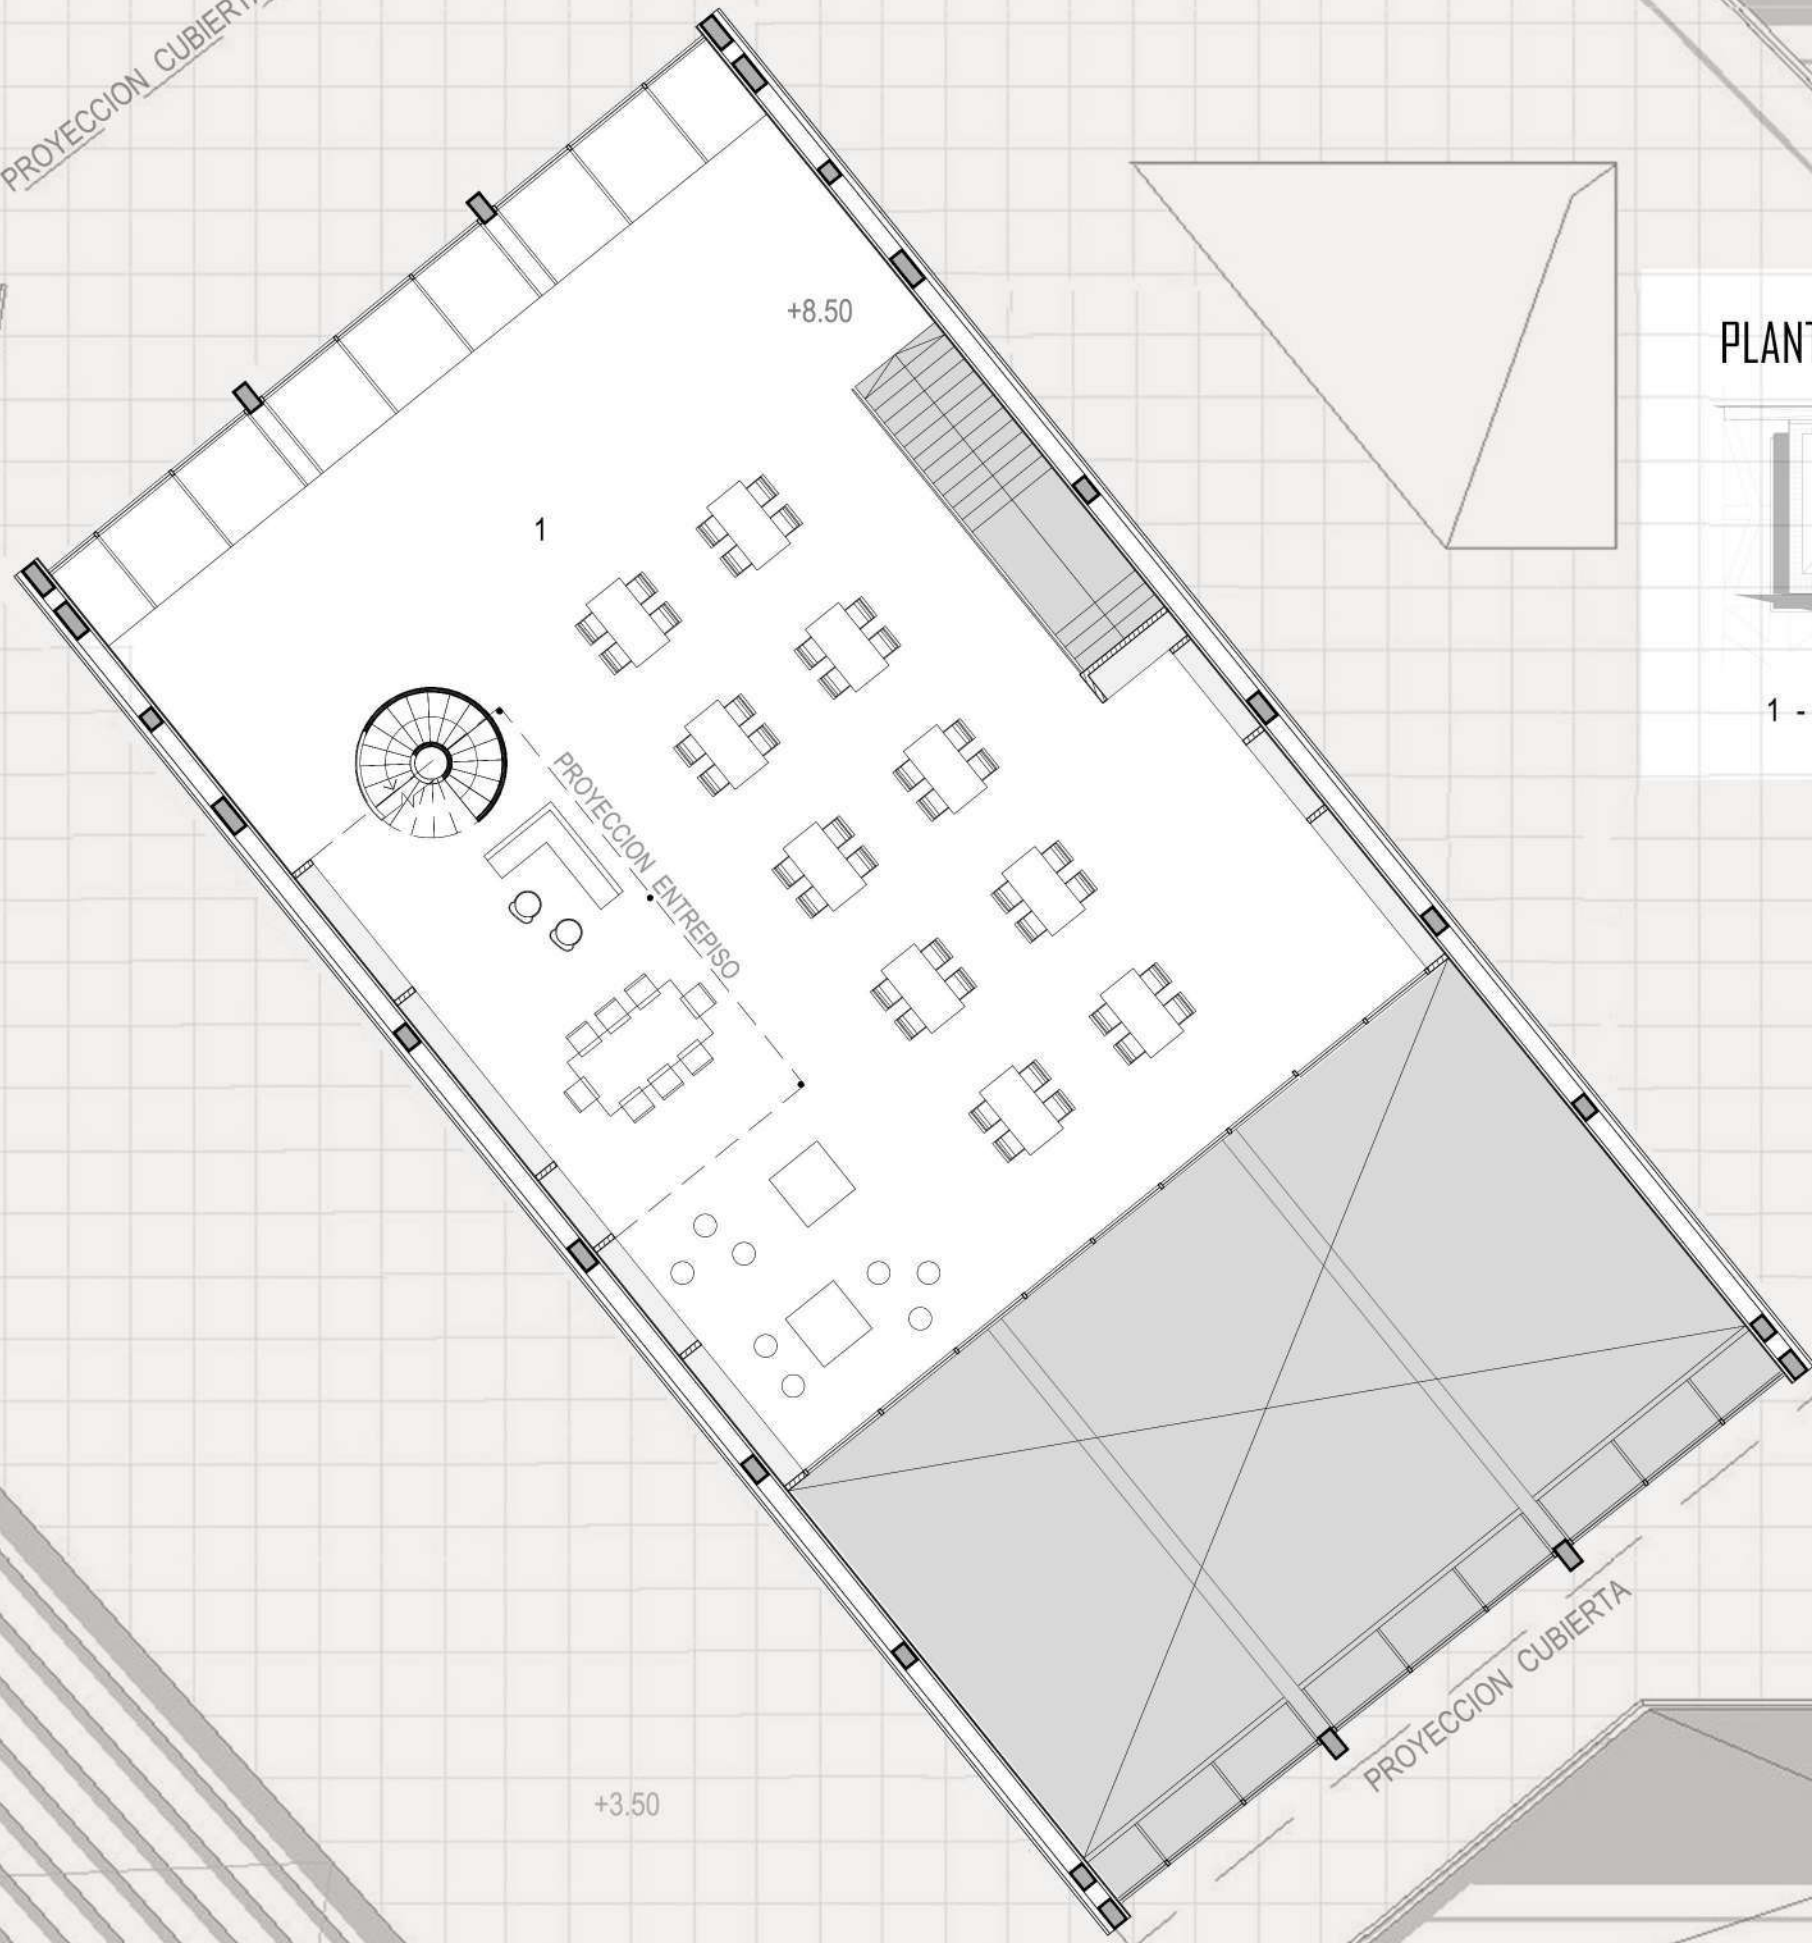 PROYECCION CUBIERTA
+8.50
PLANT
1
1 -
PROYECCION ENTREPISO
PROYECCION CUBIERTA
+3.50